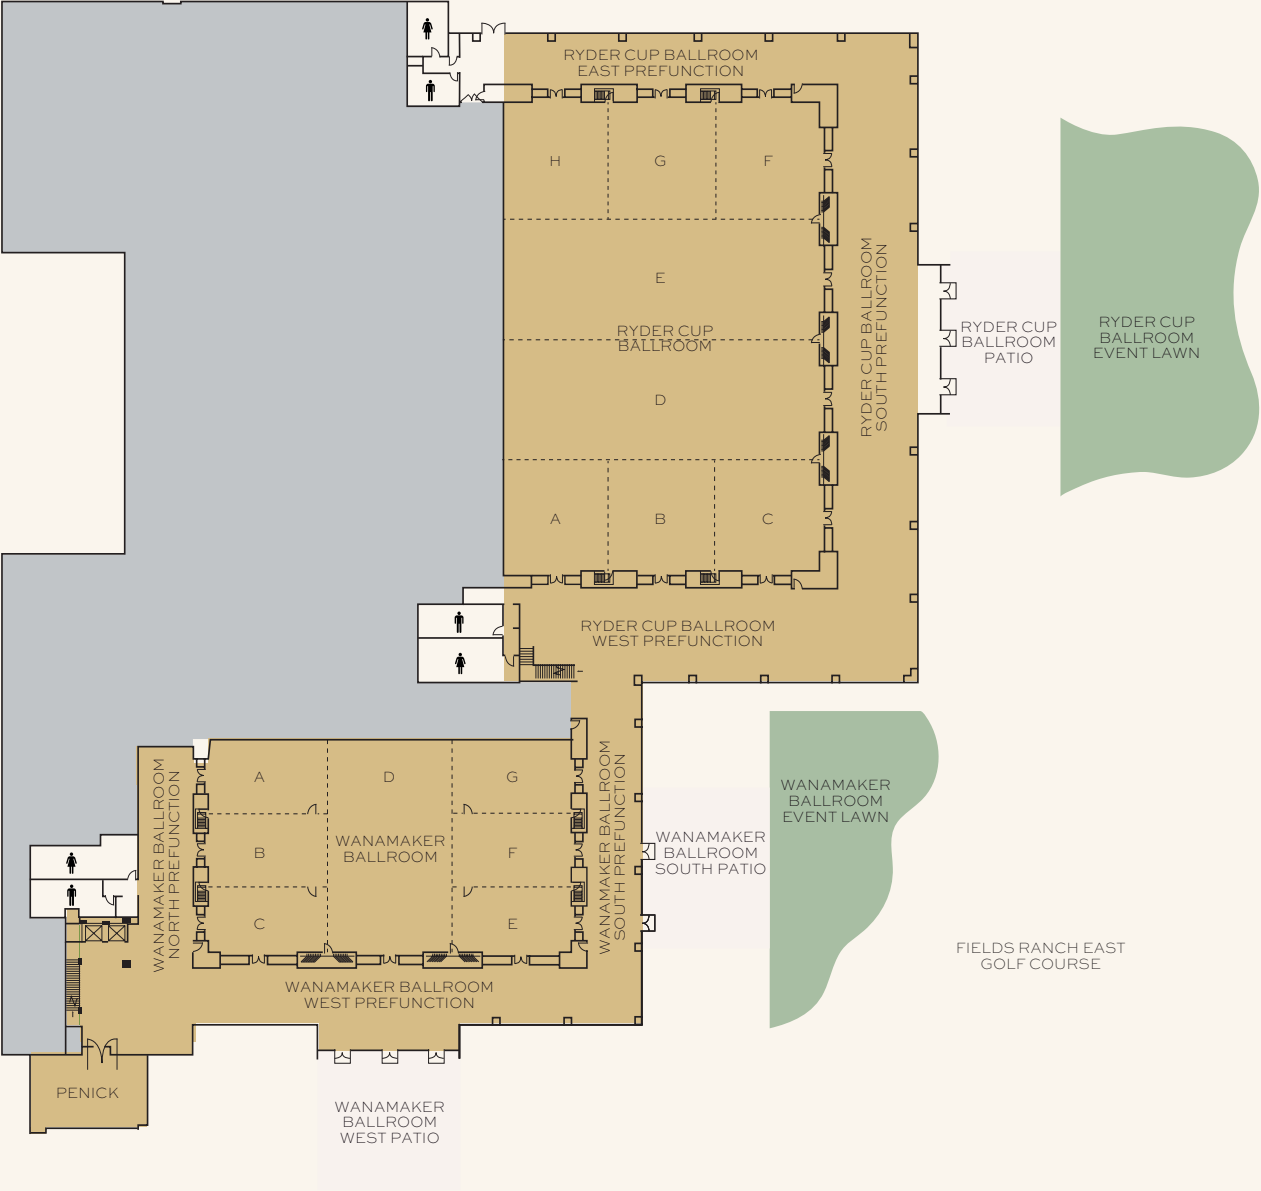 RYDER CUP BALLROOM
EAST PREFUNCTION
H
G
F
E
RYDER CUP
BALLROOM
D
A
B
C
RYDER CUP BALLROOM
SOUTH PREFUNCTION
RYDER CUP
BALLROOM
PATIO
RYDER CUP
BALLROOM
EVENT LAWN
RYDER CUP BALLROOM
WEST PREFUNCTION
WANAMAKER BALLROOM
NORTH PREFUNCTION
A
D
G
B
WANAMAKER
BALLROOM
F
C
E
WANAMAKER BALLROOM
SOUTH PREFUNCTION
WANAMAKER
BALLROOM
SOUTH PATIO
WANAMAKER
BALLROOM
EVENT LAWN
FIELDS RANCH EAST
GOLF COURSE
WANAMAKER BALLROOM
WEST PREFUNCTION
PENICK
WANAMAKER
BALLROOM
WEST PATIO